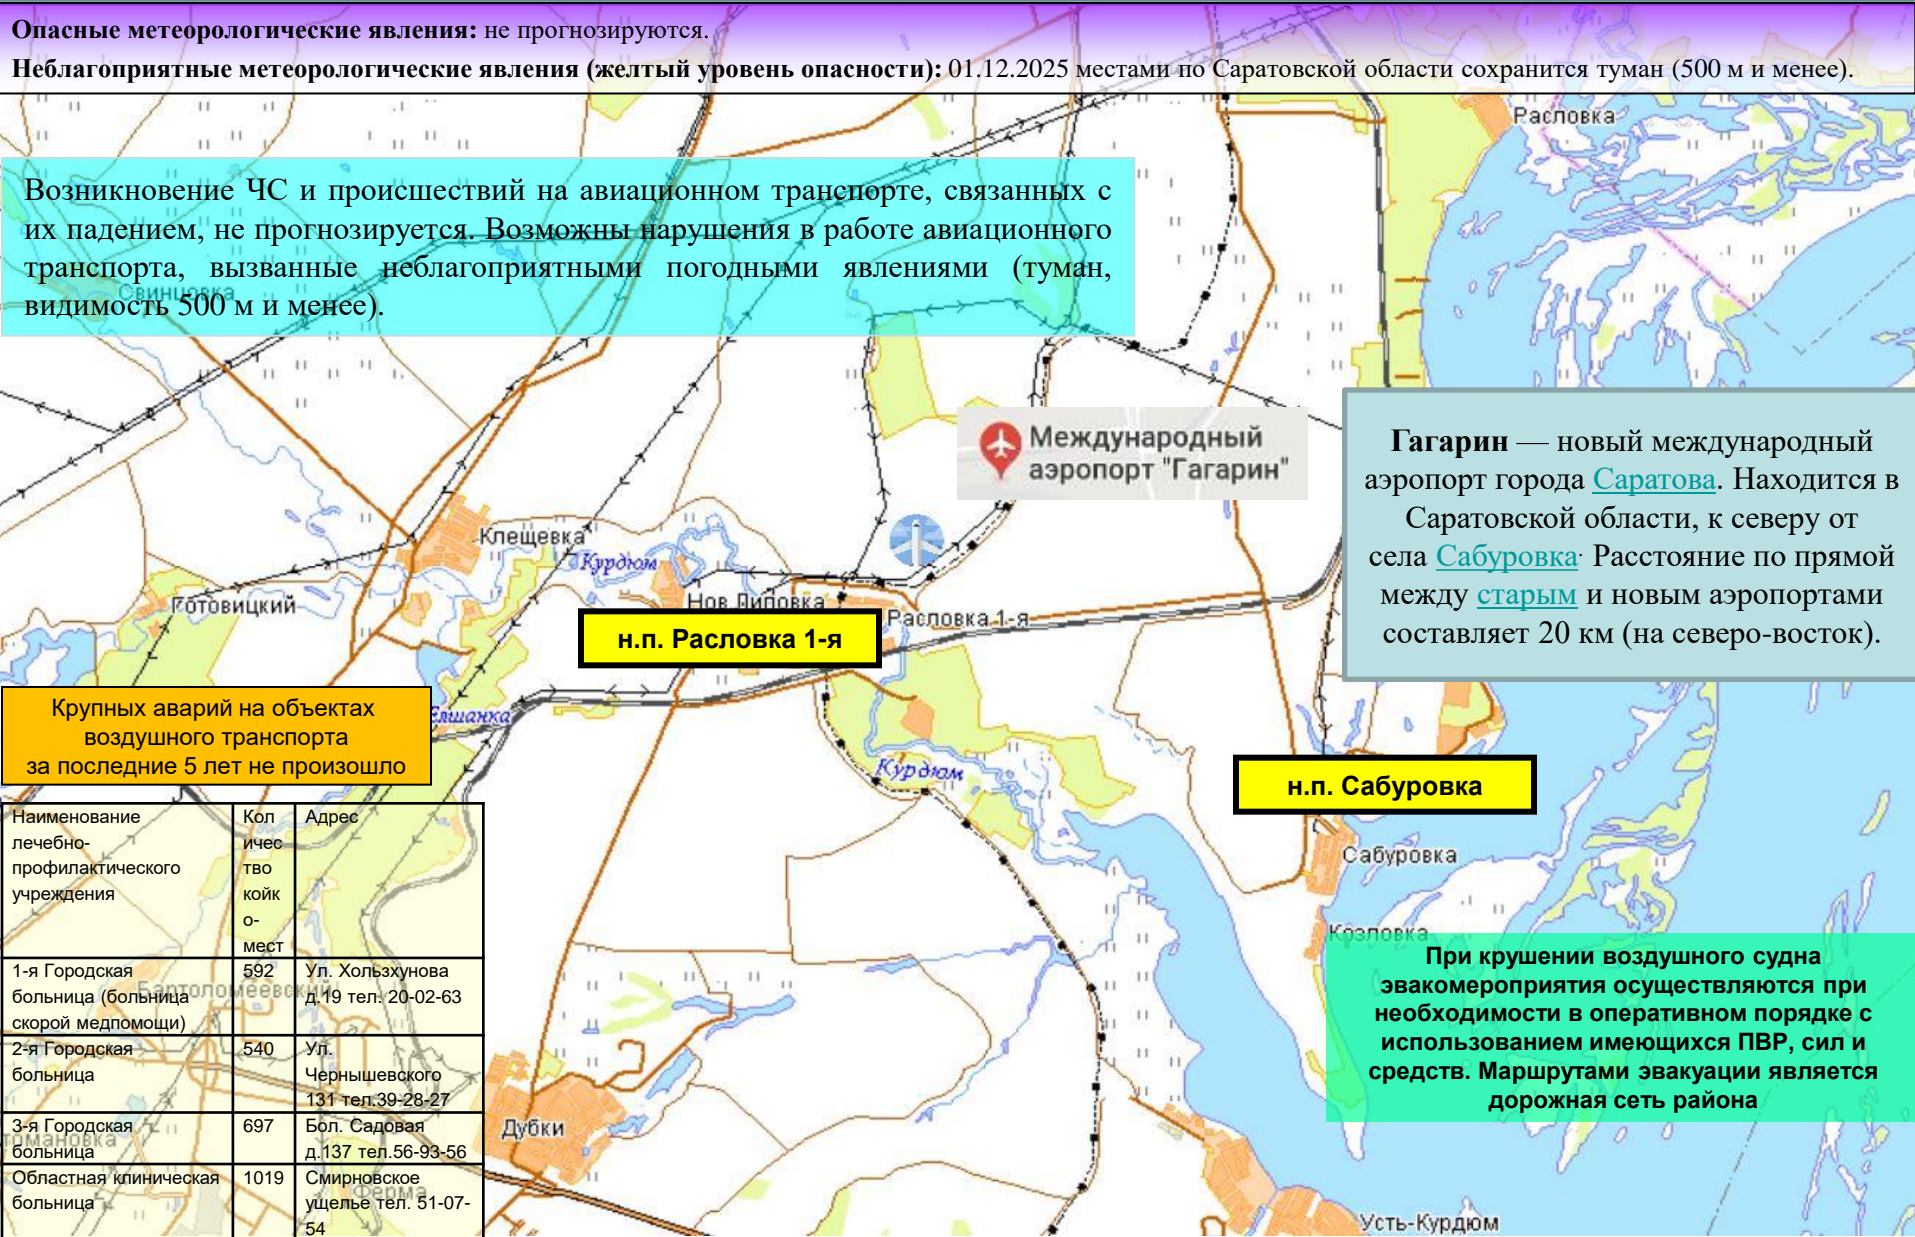 Опасные метеорологические явления: не прогнозируются.
Неблагоприятные метеорологические явления (желтый уровень опасности): 01.12.2025 местами по Саратовской области сохранится туман (500 м и менее).
Расловка
Возникновение ЧС и происшествий на авиационном транспорте, связанных с
их падением, не прогнозируется. Возможны нарушения в работе авиационного
транспорта, вызванные неблагоприятными погодными явлениями (туман,
видимость 500 м и менее).
Свинцовка
Международный
аэропорт "Гагарин"
Гагарин — новый международный
аэропорт города Саратова. Находится в
Саратовской области, к северу от
села Сабуровка. Расстояние по прямой
между старым и новым аэропортами
составляет 20 км (на северо-восток).
Клещевка
Курдюм
Готовицкий
Нов.Липовка
Расловка 1-я
н.п. Расловка 1-я
Крупных аварий на объектах
воздушного транспорта
за последние 5 лет не произошло
Елшанка
Курдюм
н.п. Сабуровка
Сабуровка
Козловка
Наименование
лечебно-
профилактического
учреждения
Кол
ичес
тво
койк
о-
мест
Адрес
1-я Городская
больница (больница
скорой медпомощи)
592
Ул. Хользхунова
д.19 тел. 20-02-63
Бартоломеевский
2-я Городская
больница
540
Ул.
Чернышевского
131 тел.39-28-27
3-я Городская
больница
697
Бол. Садовая
д.137 тел.56-93-56
томановка
Областная клиническая
больница
1019
Смирновское
ущелье тел. 51-07-
54
Ферма
Дубки
При крушении воздушного судна
эвакомероприятия осуществляются при
необходимости в оперативном порядке с
использованием имеющихся ПВР, сил и
средств. Маршрутами эвакуации является
дорожная сеть района
Усть-Курдюм